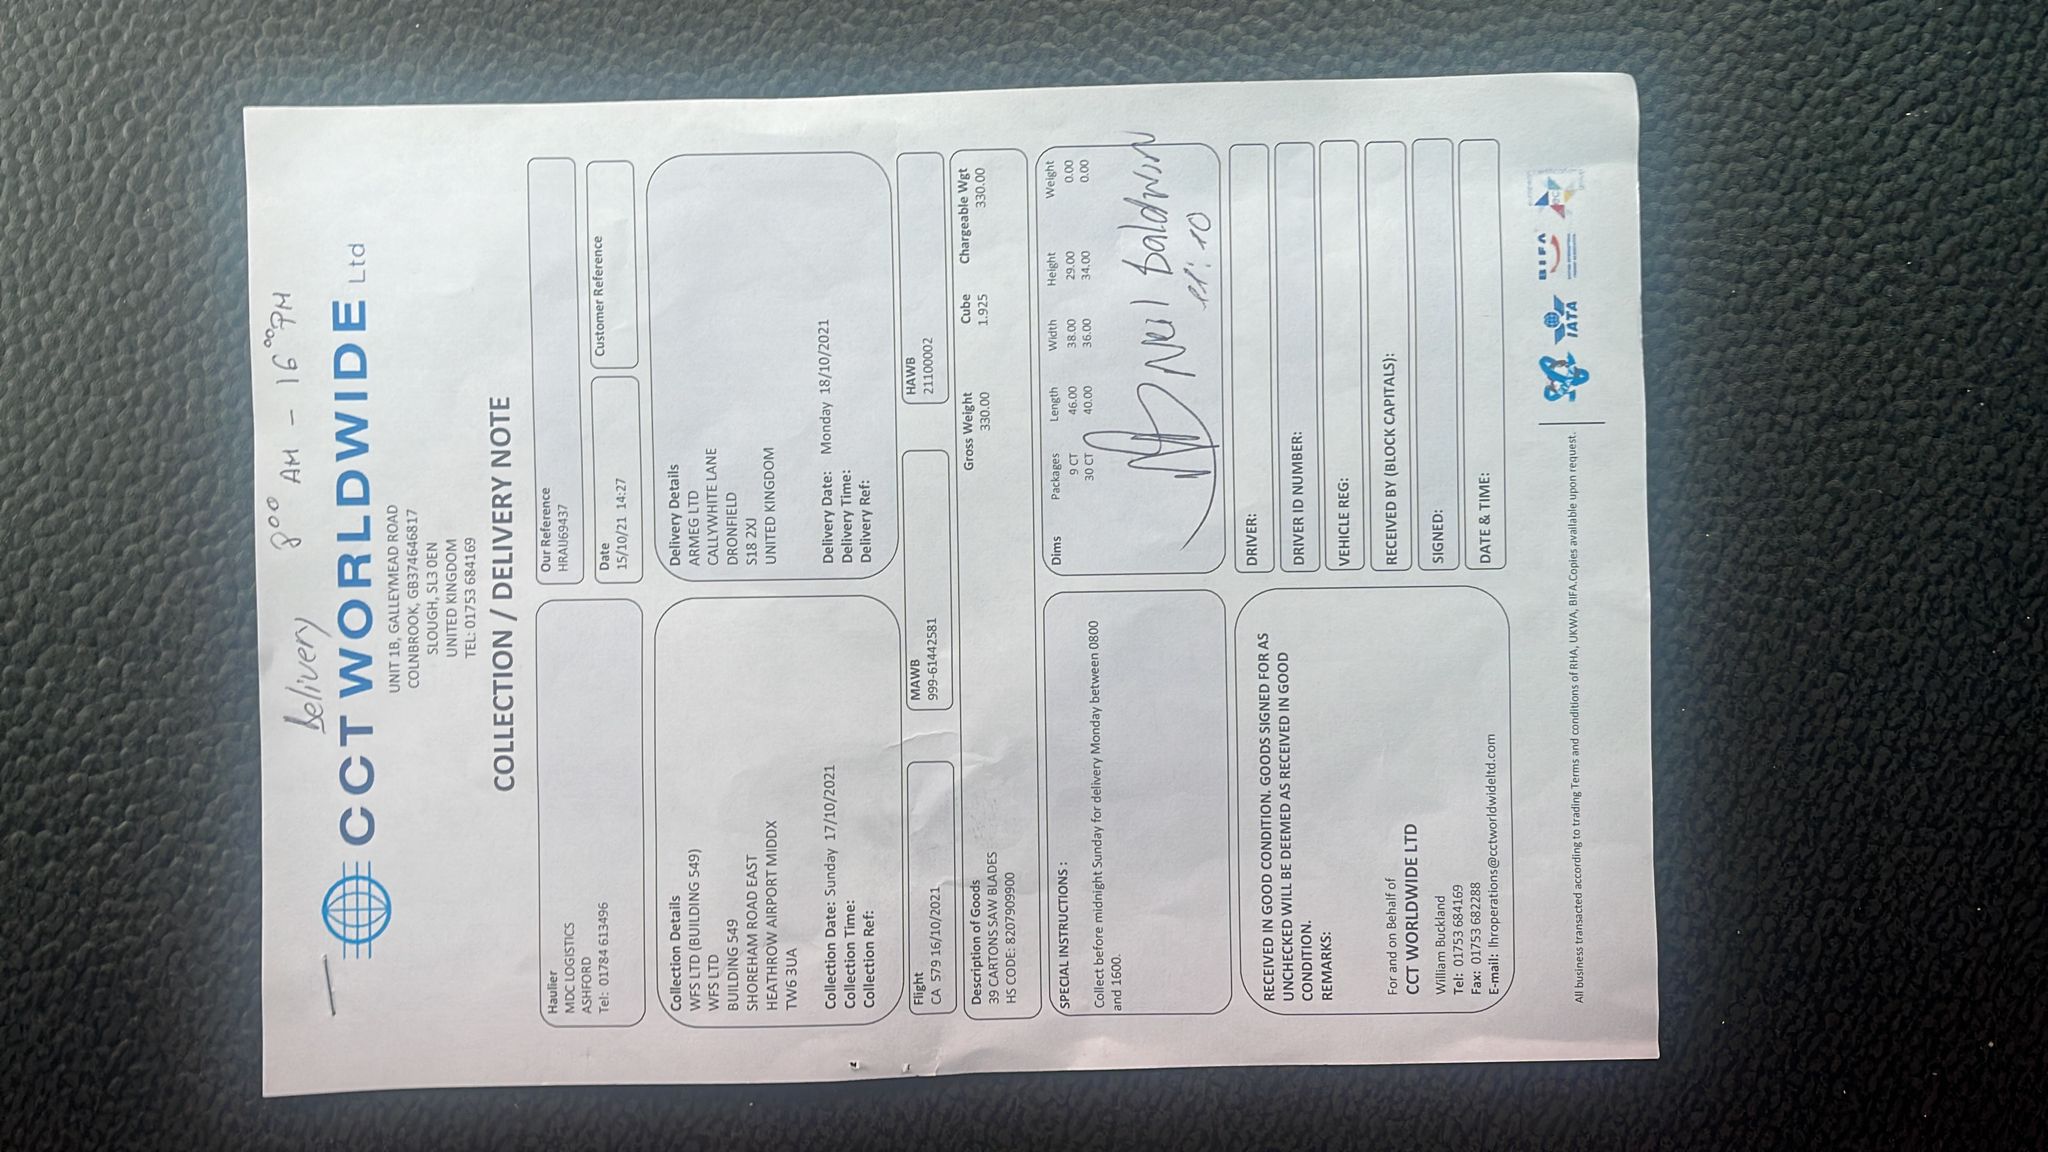 Delivery 8 00 AM - 16 00 PM
CCT WORLDWIDE Ltd
UNIT 1B, GALLEYMEAD ROAD
COLNBROOK, GB374646817
SLOUGH, SL3 0EN
UNITED KINGDOM
TEL: 01753 684169
COLLECTION / DELIVERY NOTE
Haulier
MDC LOGISTICS
ASHFORD
Tel: 01784 613496
Our Reference
HRAU69437
Date
15/10/21 14:27
Customer Reference
Collection Details
WFS LTD (BUILDING 549)
WFS LTD
BUILDING 549
SHOREHAM ROAD EAST
HEATHROW AIRPORT MIDDX
TW6 3UA
Collection Date: Sunday 17/10/2021
Collection Time:
Collection Ref:
Delivery Details
ARMEG LTD
CALLYWHITE LANE
DRONFIELD
S18 2XJ
UNITED KINGDOM
Delivery Date: Monday 18/10/2021
Delivery Time:
Delivery Ref:
Flight
CA 579 16/10/2021
MAWB
999-61442581
HAWB
21100002
Description of Goods Gross Weight Cube Chargeable Wgt
39 CARTONS SAW BLADES 330.00 1.925 330.00
HS CODE: 8207909900
SPECIAL INSTRUCTIONS :
Collect before midnight Sunday for delivery Monday between 0800
and 1600.
Dims Packages Length Width Height Weight
9 CT 46.00 38.00 29.00 0.00
30 CT 40.00 36.00 34.00 0.00
Neil Baldwin
RECEIVED IN GOOD CONDITION. GOODS SIGNED FOR AS
UNCHECKED WILL BE DEEMED AS RECEIVED IN GOOD
CONDITION.
REMARKS:
For and on Behalf of
CCT WORLDWIDE LTD
William Buckland
Tel: 01753 684169
Fax: 01753 682288
E-mail: lhroperations@cctworldwideltd.com
DRIVER:
DRIVER ID NUMBER:
VEHICLE REG:
RECEIVED BY (BLOCK CAPITALS):
SIGNED:
DATE & TIME:
All business transacted according to trading Terms and conditions of RHA, UKWA, BIFA.Copies available upon request.
IATA
BIFA